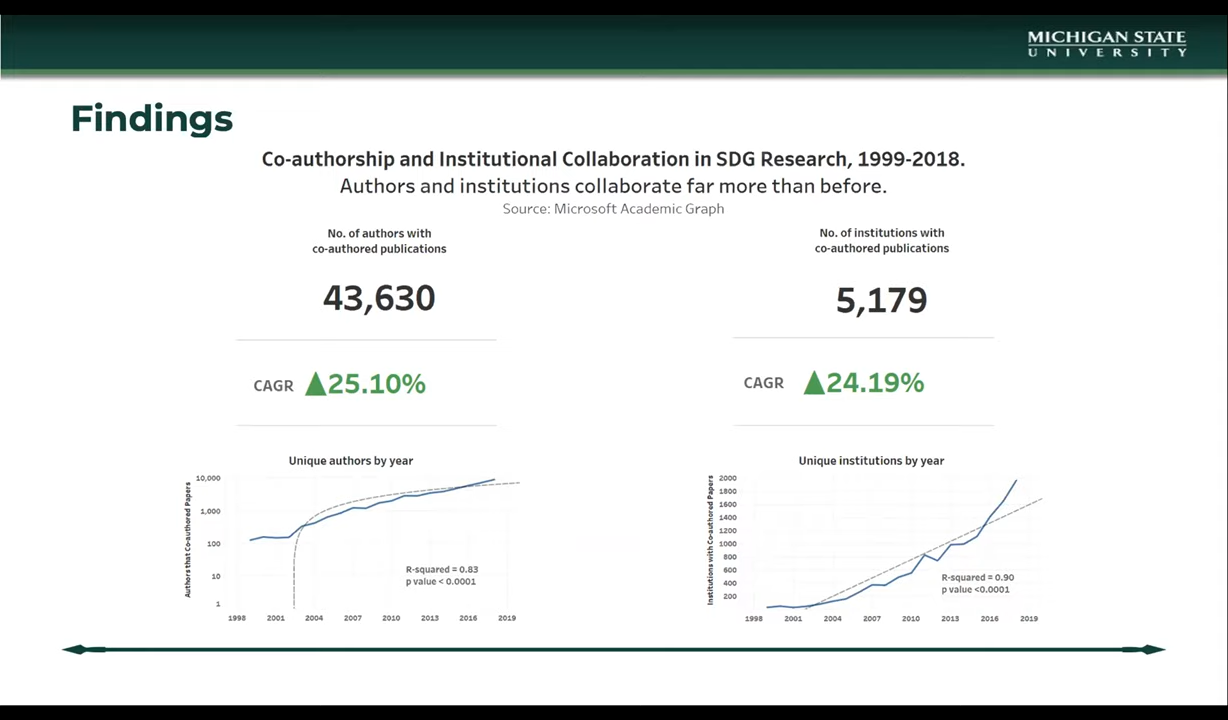 MICHIGAN STATE
UNIVERSITY
Findings
Co-authorship and Institutional Collaboration in SDG Research, 1999-2018.
Authors and institutions collaborate far more than before.
Source: Microsoft Academic Graph
No. of authors with
co-authored publications
43,630
CAGR ▲25.10%
Unique authors by year
Authors that Co-authored Papers
10,000
1,000
100
10
1
R-squared = 0.83
p value < 0.0001
1998 2001 2004 2007 2010 2013 2016 2019
No. of institutions with
co-authored publications
5,179
CAGR ▲24.19%
Unique institutions by year
Institutions with Co-authored Papers
2000
1800
1600
1400
1200
1000
800
600
400
200
R-squared = 0.90
p value <0.0001
1998 2001 2004 2007 2010 2013 2016 2019